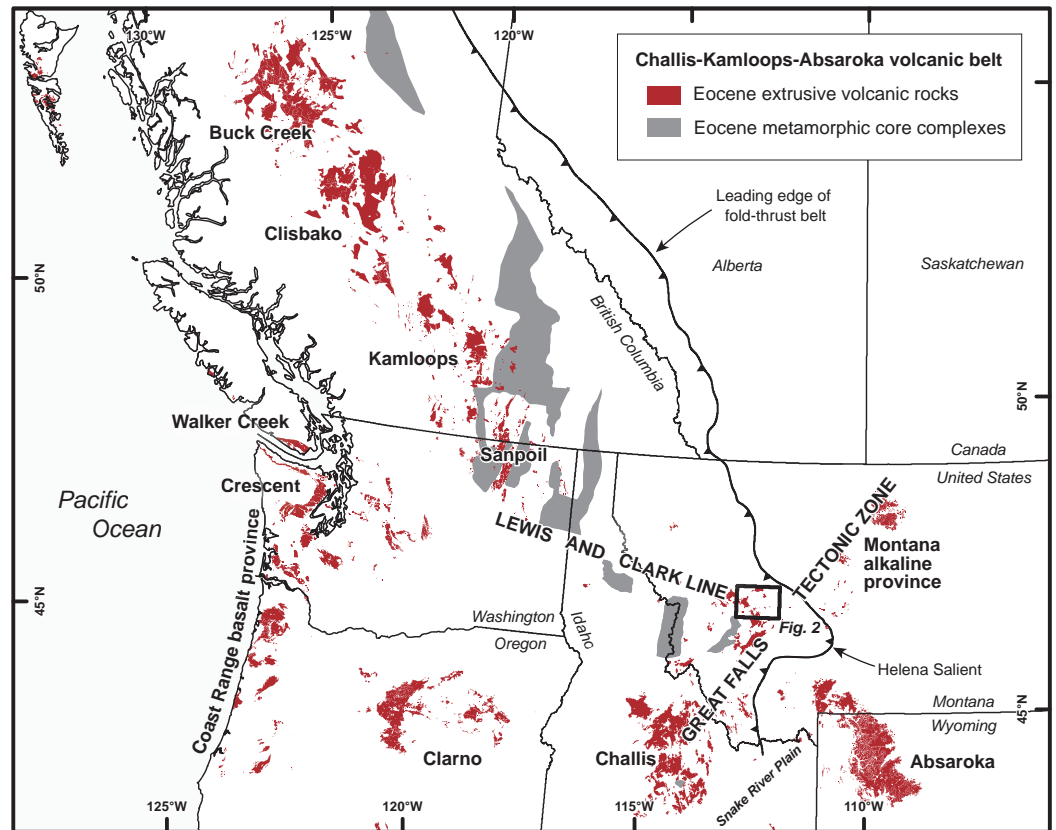 130°W
125°W
120°W
Challis-Kamloops-Absaroka volcanic belt
Eocene extrusive volcanic rocks
Eocene metamorphic core complexes
Buck Creek
Leading edge of
fold-thrust belt
Clisbako
Alberta
Saskatchewan
50°N
British Columbia
Kamloops
50°N
Walker Creek
Sanpoil
Canada
United States
Crescent
Pacific
Ocean
LEWIS AND CLARK LINE
TECTONIC ZONE
Montana
alkaline
province
Coast Range basalt province
45°N
Washington
Oregon
Idaho
Fig. 2
Helena Salient
GREAT FALLS
Montana
Wyoming
45°N
Clarno
Challis
Snake River Plain
Absaroka
125°W
120°W
115°W
110°W